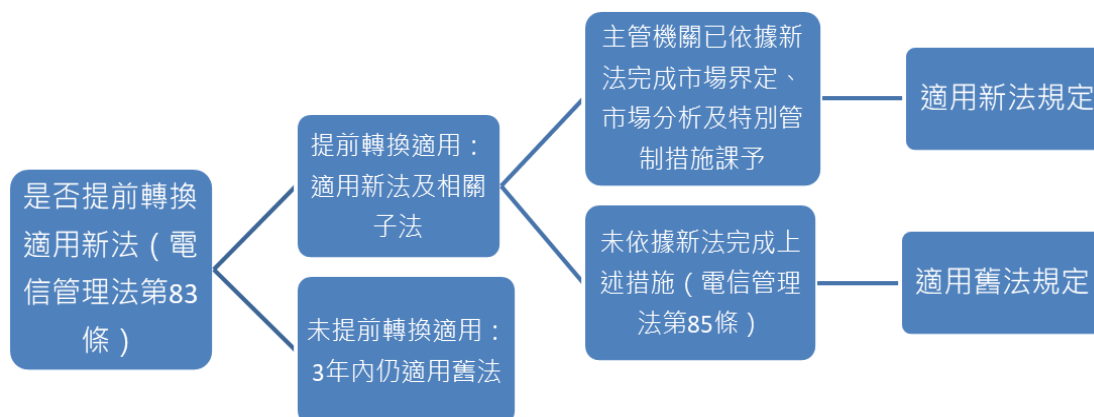 是否提前轉換
適用新法（電
信管理法第83
條）
提前轉換適用：
適用新法及相關
子法
未提前轉換適用：
3年內仍適用舊法
主管機關已依據新
法完成市場界定、
市場分析及特別管
制措施課予
未依據新法完成上
述措施（電信管理
法第85條）
適用新法規定
適用舊法規定